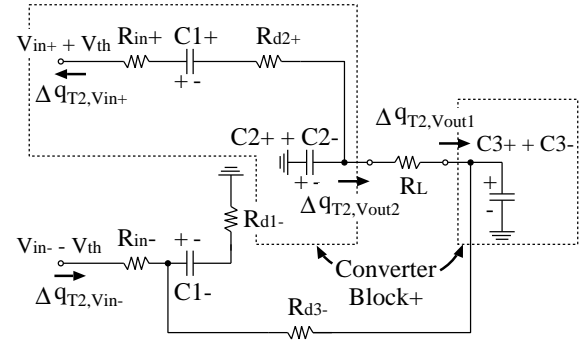 Vin+ + Vth
Rin+
C1+
Rd2+
+ -
Δ qT2,Vin+
Δ qT2,Vout1
C2+ + C2-
C3+ + C3-
+ -
RL
+
-
Δ qT2,Vout2
Rd1-
Vin- - Vth
Rin-
+ -
C1-
Δ qT2,Vin-
Converter
Block+
Rd3-